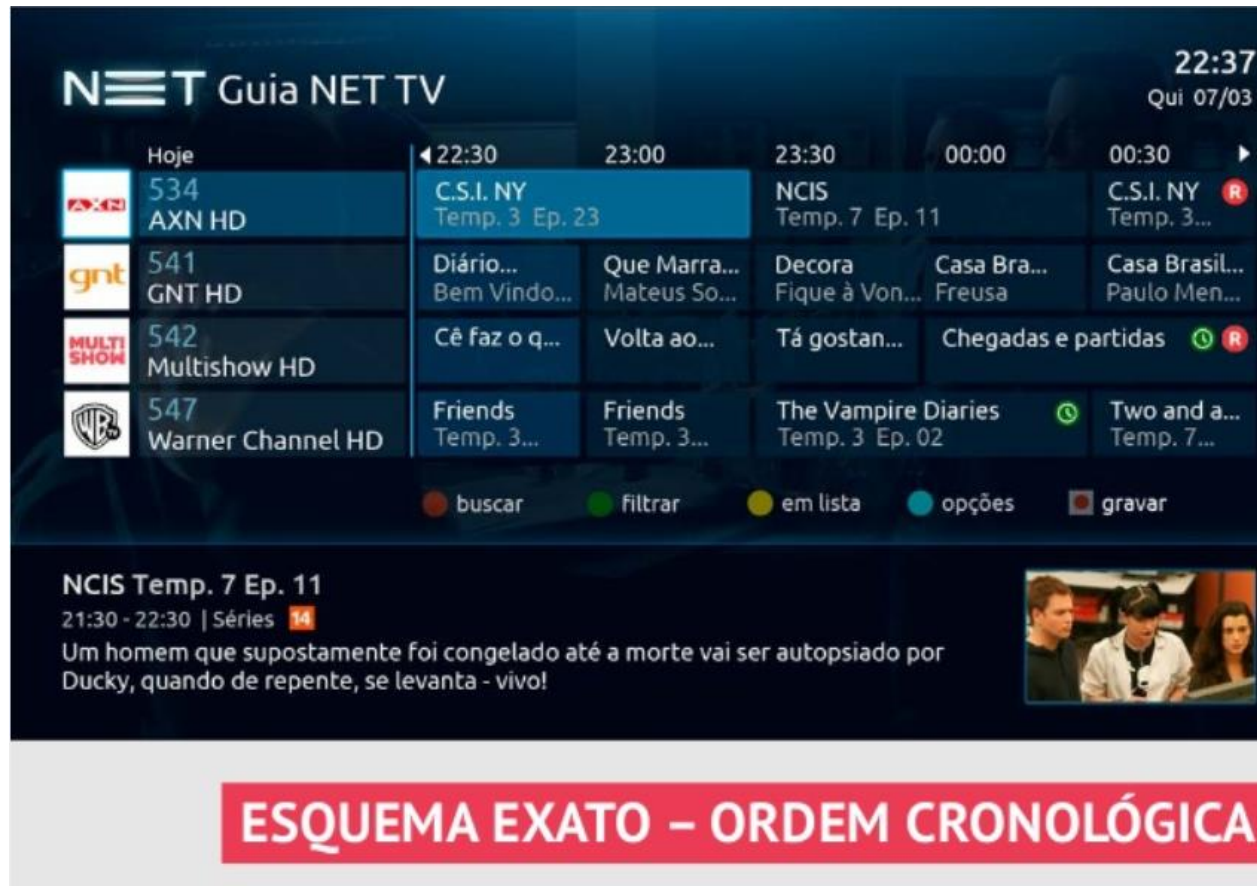 NET Guia NET TV
22:37
Qui 07/03
Hoje 22:30 23:00 23:30 00:00 00:30
AXN 534 C.S.I. NY NCIS C.S.I. NY R
AXN HD Temp. 3 Ep. 23 Temp. 7 Ep. 11 Temp. 3...
gnt 541 Diário... Que Marra... Decora Casa Bra... Casa Brasil...
GNT HD Bem Vindo... Mateus So... Fique à Von... Freusa Paulo Men...
MULTI SHOW 542 Cê faz o q... Volta ao... Tá gostan... Chegadas e partidas R
Multishow HD
WB TV 547 Friends Friends The Vampire Diaries Two and a...
Warner Channel HD Temp. 3... Temp. 3... Temp. 3 Ep. 02 Temp. 7...
buscar filtrar em lista opções gravar
NCIS Temp. 7 Ep. 11
21:30 - 22:30 | Séries 14
Um homem que supostamente foi congelado até a morte vai ser autopsiado por
Ducky, quando de repente, se levanta - vivo!
ESQUEMA EXATO – ORDEM CRONOLÓGICA